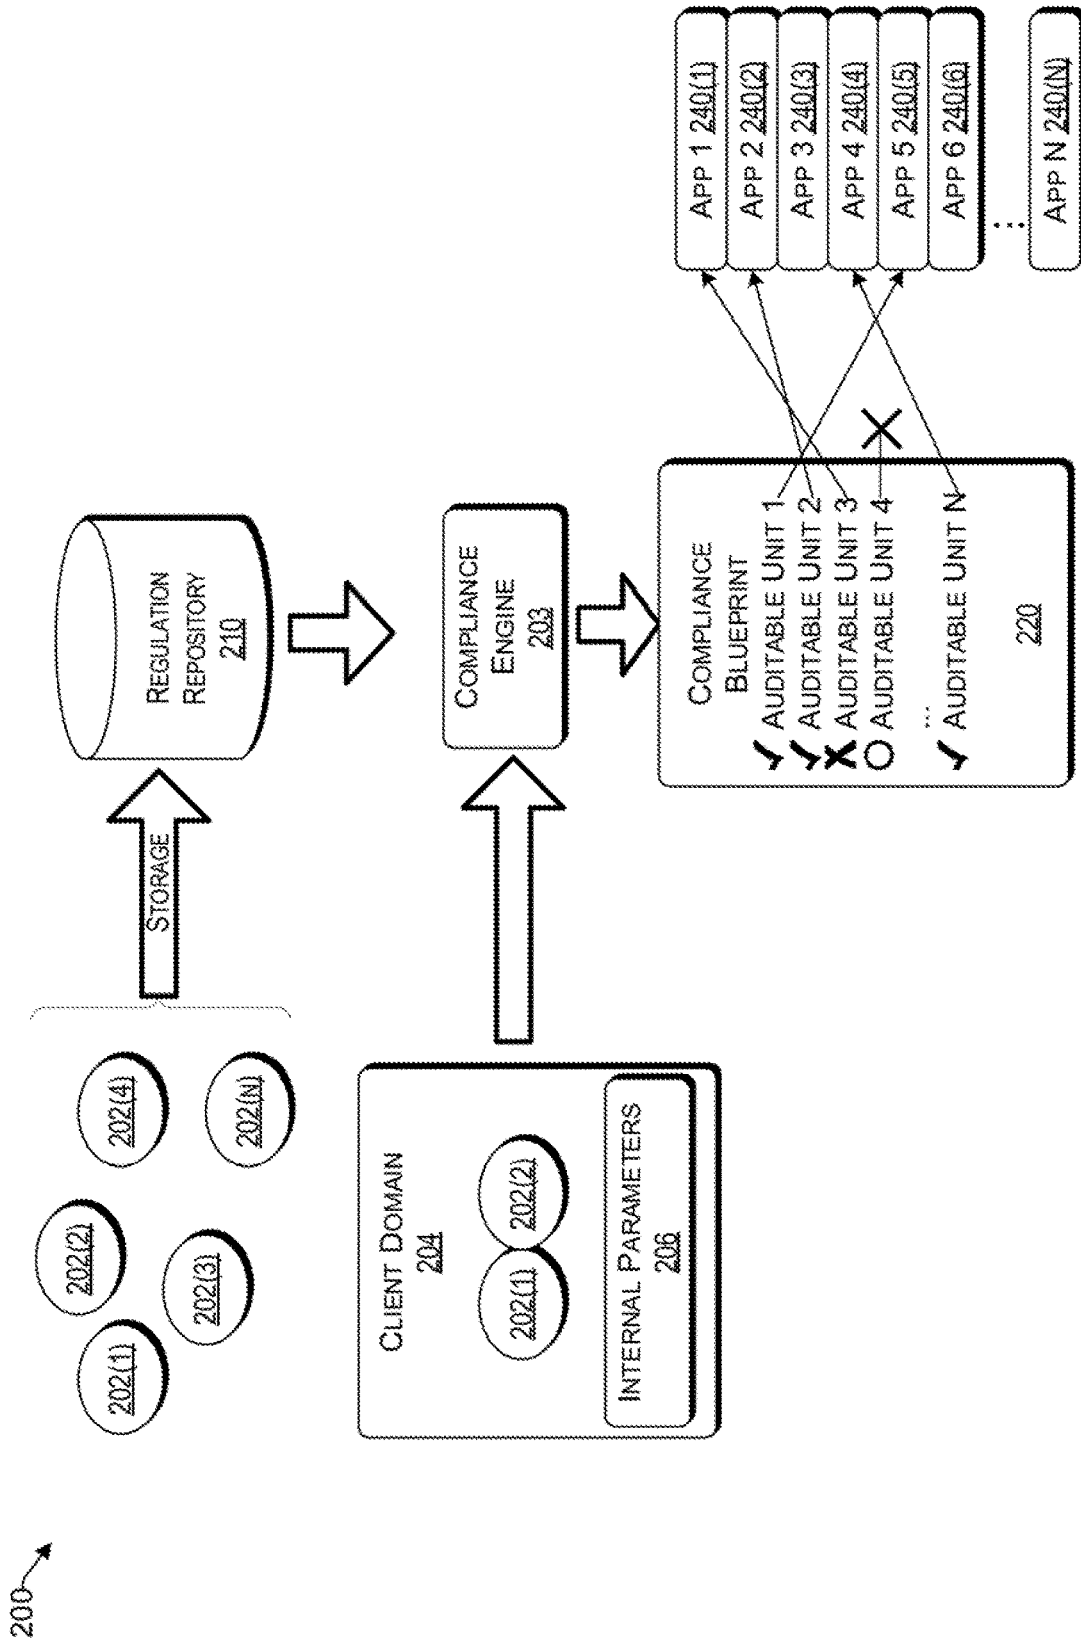 200
202(1)
202(2)
202(3)
202(4)
202(N)
STORAGE
REGULATION
REPOSITORY
210
CLIENT DOMAIN
204
202(1)
202(2)
INTERNAL PARAMETERS
206
COMPLIANCE
ENGINE
203
COMPLIANCE
BLUEPRINT
AUDITABLE UNIT 1
AUDITABLE UNIT 2
AUDITABLE UNIT 3
AUDITABLE UNIT 4
...
AUDITABLE UNIT N
220
APP 1 240(1)
APP 2 240(2)
APP 3 240(3)
APP 4 240(4)
APP 5 240(5)
APP 6 240(6)
...
APP N 240(N)